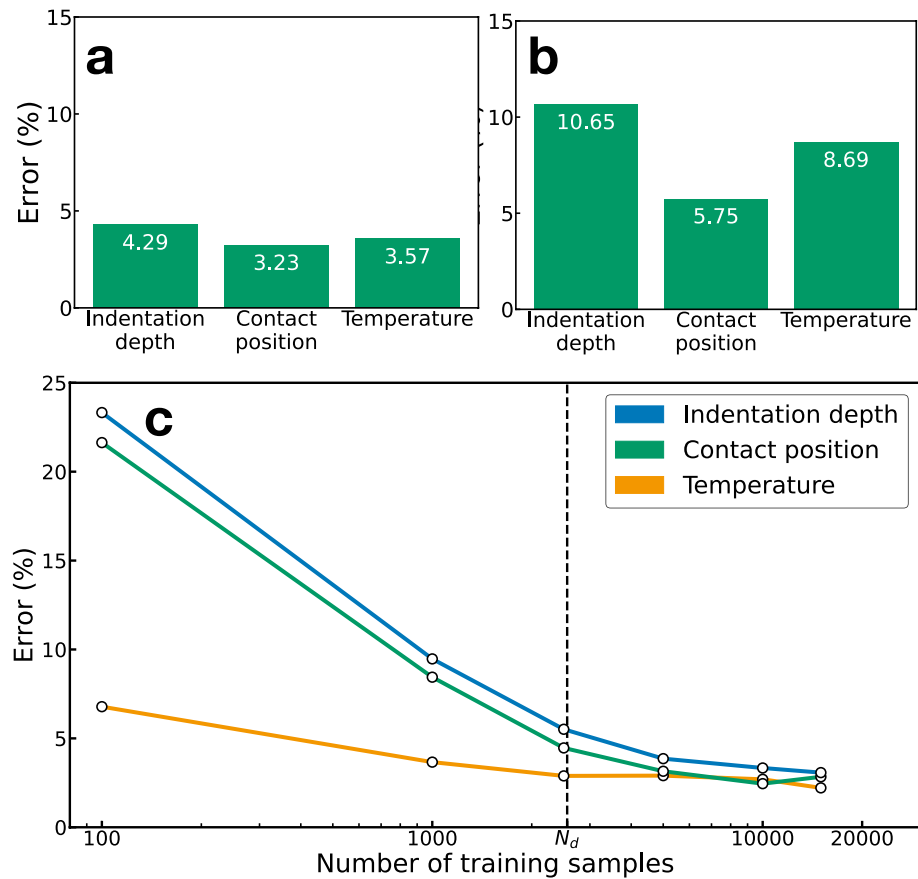 a
Error (%)
15
10
5
0
4.29
3.23
3.57
Indentation
depth
Contact
position
Temperature
b
15
10
5
0
10.65
5.75
8.69
Indentation
depth
Contact
position
Temperature
c
Error (%)
25
20
15
10
5
0
Indentation depth
Contact position
Temperature
100
1000
N_d
10000
20000
Number of training samples